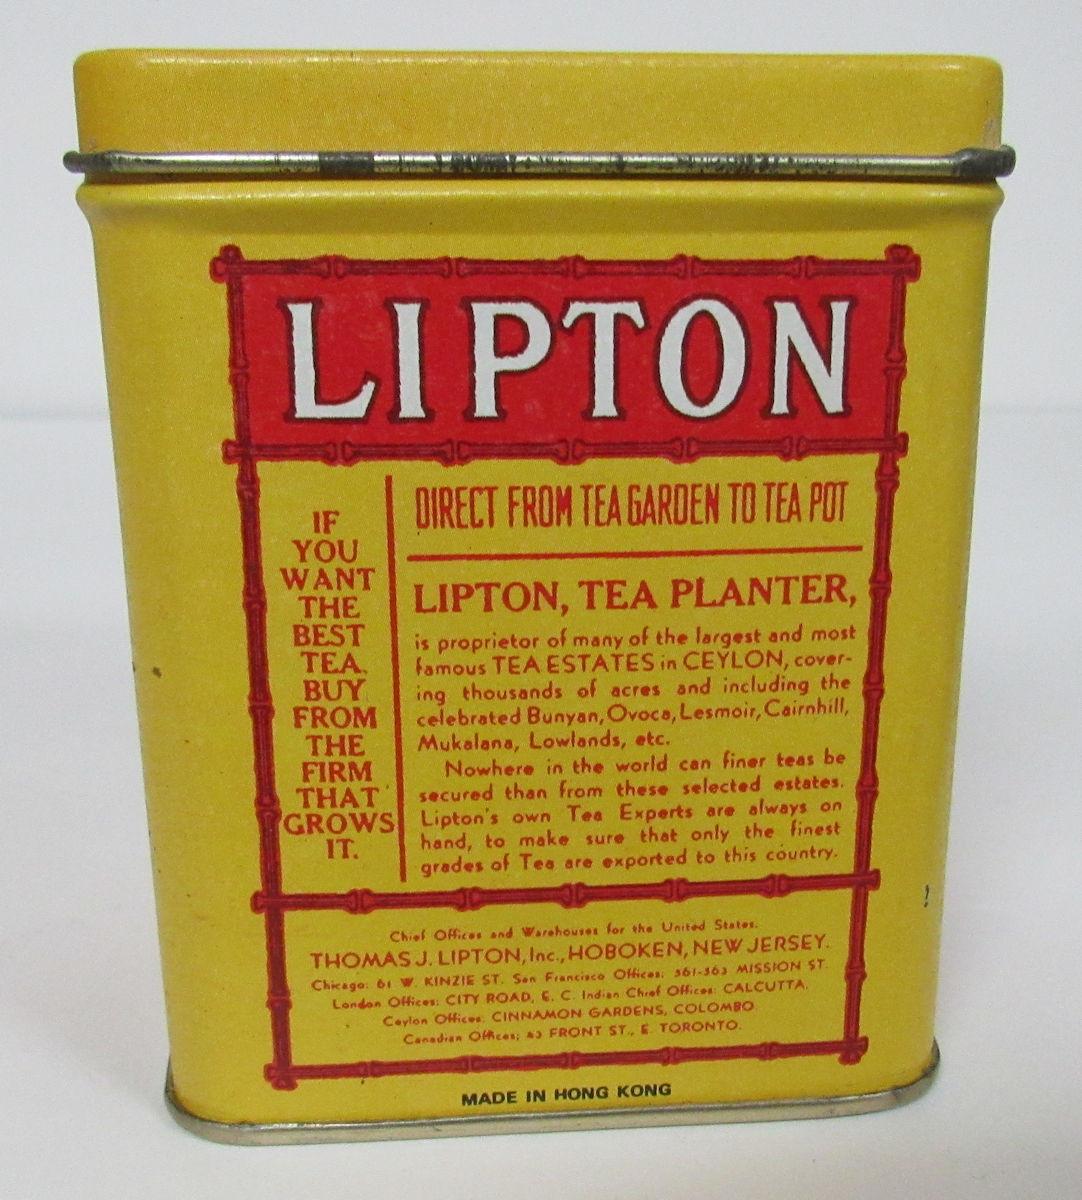 LIPTON
IF
YOU
WANT
THE
BEST
TEA
BUY
FROM
THE
FIRM
THAT
GROWS
IT.
DIRECT FROM TEA GARDEN TO TEA POT
LIPTON, TEA PLANTER,
is proprietor of many of the largest and most
famous TEA ESTATES in CEYLON, cover-
ing thousands of acres and including the
celebrated Bunyan, Ovoca, Lesmoir, Cairnhill,
Mukalana, Lowlands, etc.
Nowhere in the world can finer teas be
secured than from these selected estates.
Lipton's own Tea Experts are always on
hand, to make sure that only the finest
grades of Tea are exported to this country.
Chief Offices and Warehouses for the United States.
THOMAS J. LIPTON, Inc., HOBOKEN, NEW JERSEY.
Chicago: 61 W. KINZIE ST. San Francisco Offices: 561-563 MISSION ST.
London Offices: CITY ROAD, E. C. Indian Chief Offices: CALCUTTA.
Ceylon Offices: CINNAMON GARDENS, COLOMBO
Canadian Offices; 43 FRONT ST., E. TORONTO.
MADE IN HONG KONG